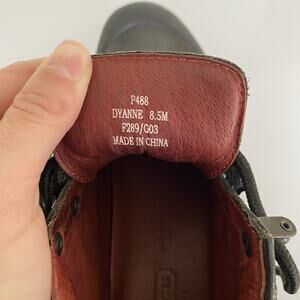 P488
DYANNE 8.5M
F289/G03
MADE IN CHINA